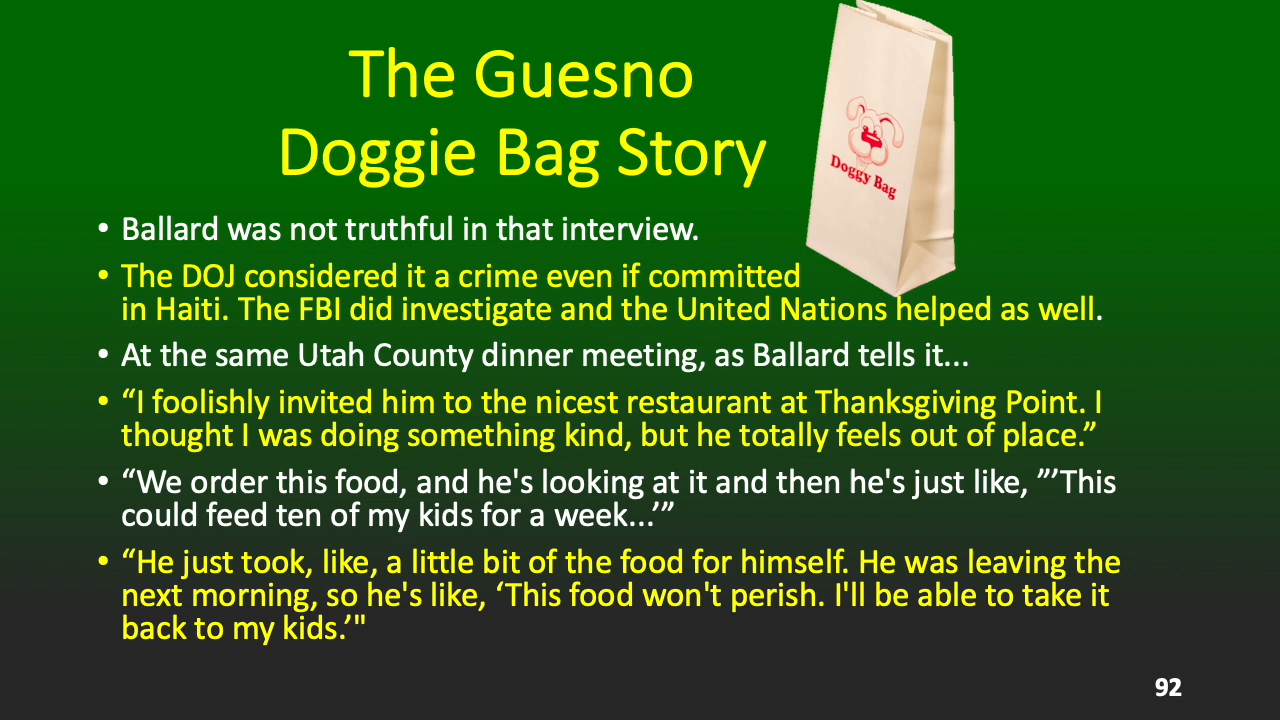 The Guesno
Doggie Bag Story
Doggy Bag
• Ballard was not truthful in that interview.
• The DOJ considered it a crime even if committed
in Haiti. The FBI did investigate and the United Nations helped as well.
• At the same Utah County dinner meeting, as Ballard tells it...
• “I foolishly invited him to the nicest restaurant at Thanksgiving Point. I
thought I was doing something kind, but he totally feels out of place.”
• “We order this food, and he's looking at it and then he's just like, ”’This
could feed ten of my kids for a week...’”
• “He just took, like, a little bit of the food for himself. He was leaving the
next morning, so he's like, ‘This food won't perish. I'll be able to take it
back to my kids.’"
92